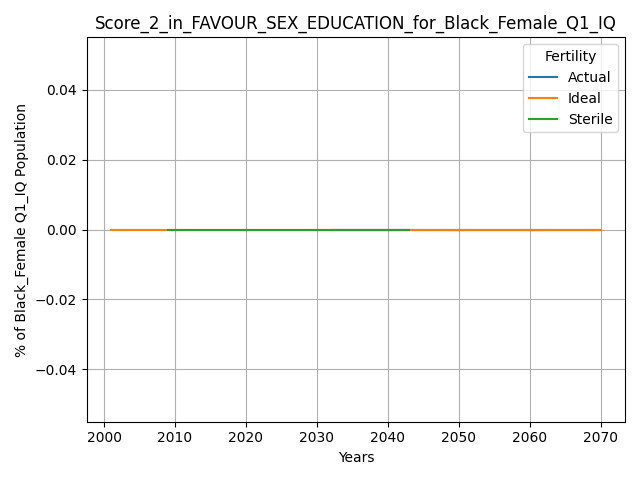 Score_2_in_FAVOUR_SEX_EDUCATION_for_Black_Female_Q1_IQ
Fertility
Actual
Ideal
Sterile
% of Black_Female Q1_IQ Population
0.04
0.02
0.00
−0.02
−0.04
2000 2010 2020 2030 2040 2050 2060 2070
Years